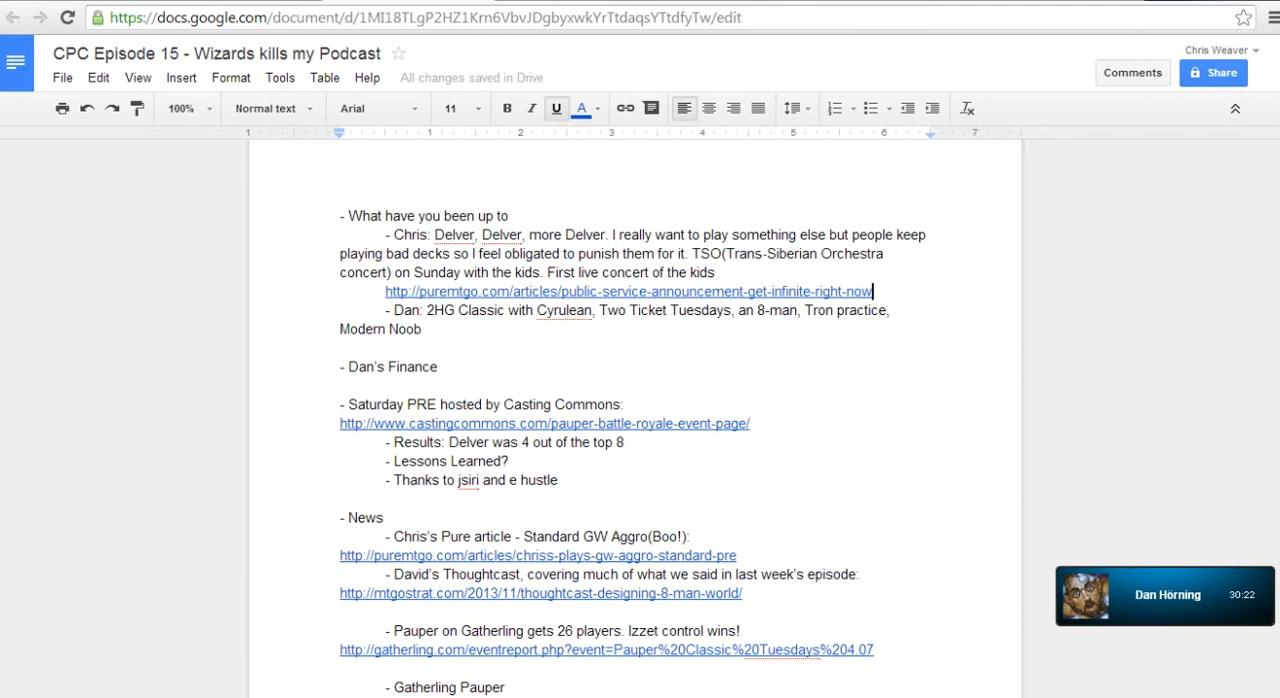 https://docs.google.com/document/d/1MI18TLgP2HZ1Krn6VbvJDgbyxwkYrTtdaqsYTtdfyTw/edit
CPC Episode 15 - Wizards kills my Podcast
Chris Weaver
File Edit View Insert Format Tools Table Help All changes saved in Drive
Comments Share
100% Normal text Arial 11 B I U A
1 1 2 3 4 5 6 7
- What have you been up to
- Chris: Delver, Delver, more Delver. I really want to play something else but people keep
playing bad decks so I feel obligated to punish them for it. TSO(Trans-Siberian Orchestra
concert) on Sunday with the kids. First live concert of the kids
http://puremtgo.com/articles/public-service-announcement-get-infinite-right-now
- Dan: 2HG Classic with Cyrulean, Two Ticket Tuesdays, an 8-man, Tron practice,
Modern Noob
- Dan's Finance
- Saturday PRE hosted by Casting Commons:
http://www.castingcommons.com/pauper-battle-royale-event-page/
- Results: Delver was 4 out of the top 8
- Lessons Learned?
- Thanks to jsiri and e hustle
- News
- Chris's Pure article - Standard GW Aggro(Boo!):
http://puremtgo.com/articles/chriss-plays-gw-aggro-standard-pre
- David's Thoughtcast, covering much of what we said in last week's episode:
http://mtgostrat.com/2013/11/thoughtcast-designing-8-man-world/
Dan Hörning 30:22
- Pauper on Gatherling gets 26 players. Izzet control wins!
http://gatherling.com/eventreport.php?event=Pauper%20Classic%20Tuesdays%204.07
- Gatherling Pauper